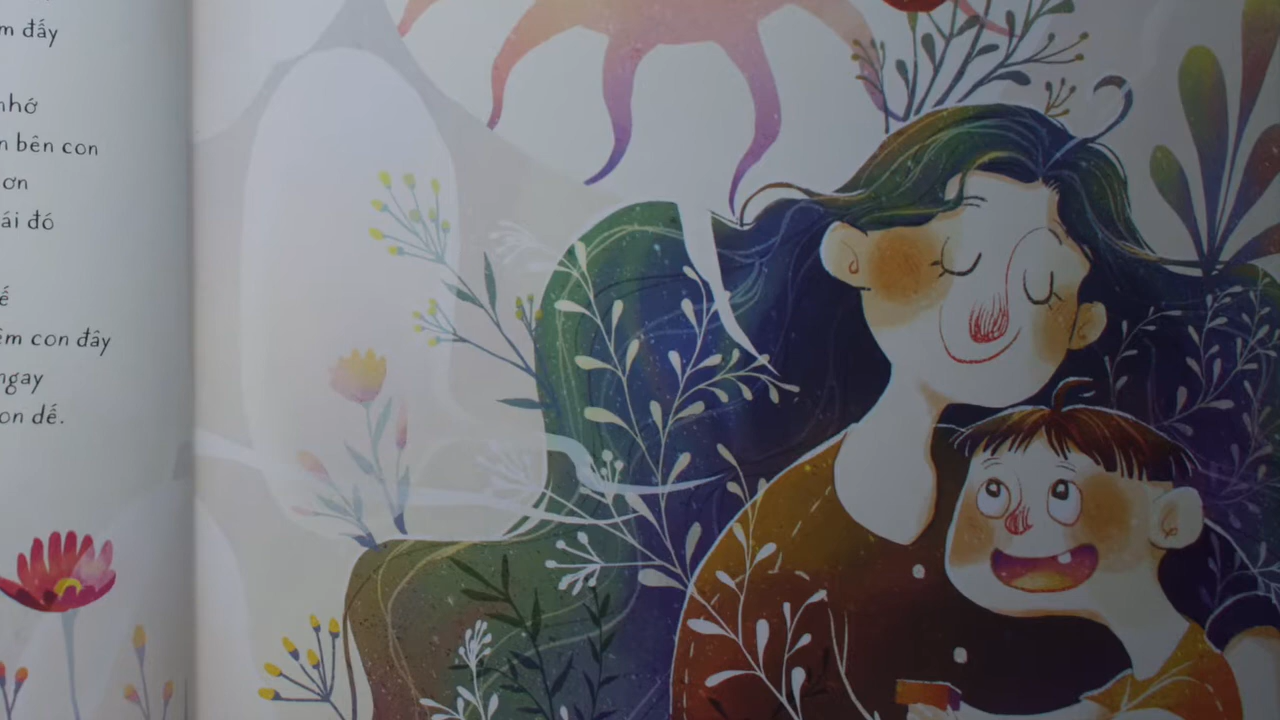 m đấy
nhớ
n bên con
ơn
ái đó
ế
êm con đây
ngay
on dế.